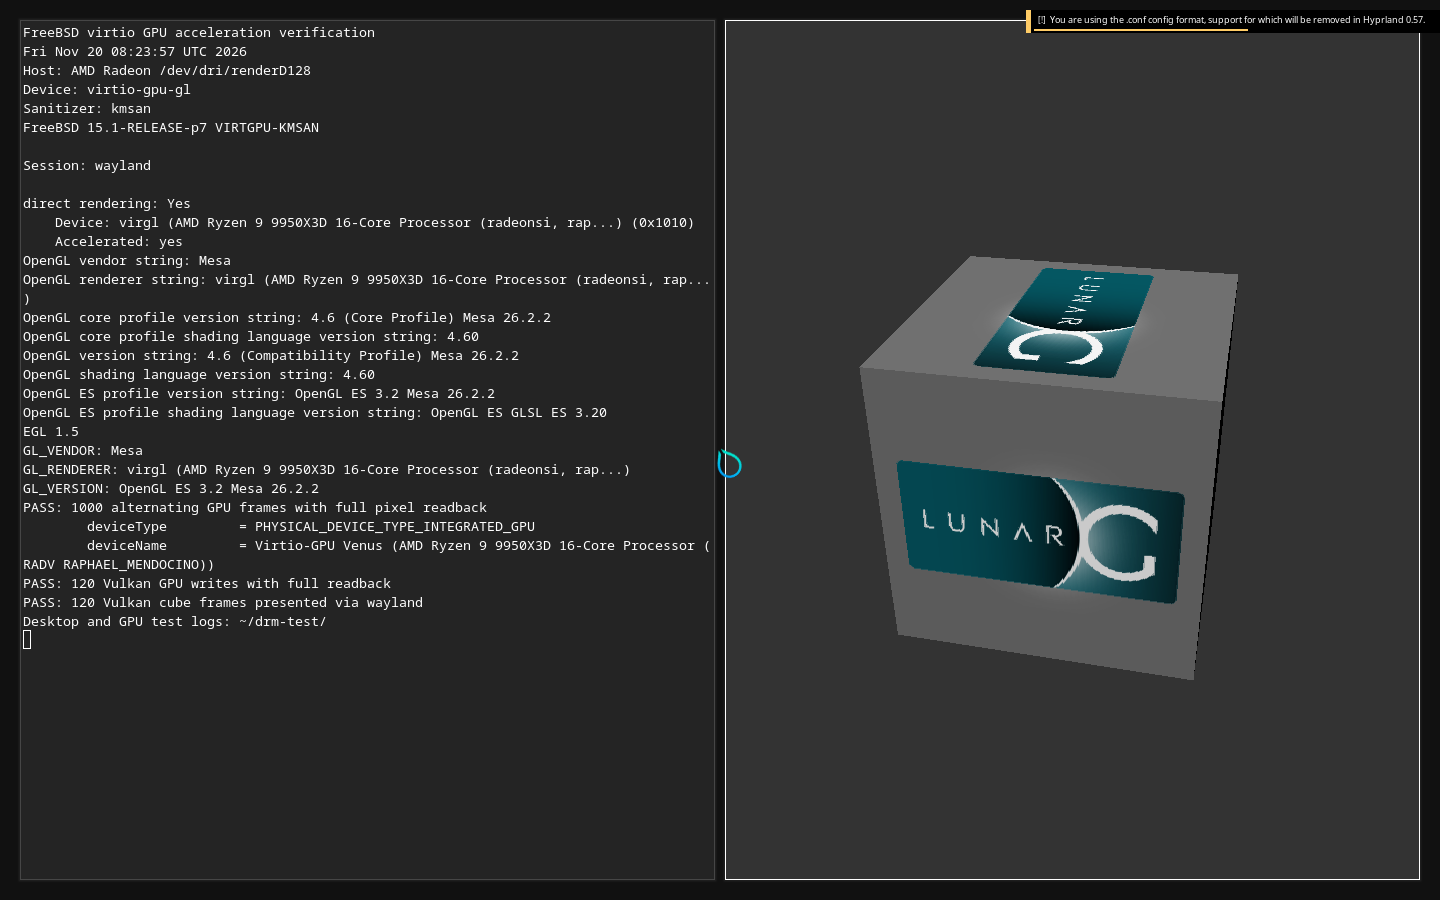 [!] You are using the .conf config format, support for which will be removed in Hyprland 0.57.
FreeBSD virtio GPU acceleration verification
Fri Nov 20 08:23:57 UTC 2026
Host: AMD Radeon /dev/dri/renderD128
Device: virtio-gpu-gl
Sanitizer: kmsan
FreeBSD 15.1-RELEASE-p7 VIRTGPU-KMSAN
Session: wayland
direct rendering: Yes
    Device: virgl (AMD Ryzen 9 9950X3D 16-Core Processor (radeonsi, rap...) (0x1010)
    Accelerated: yes
OpenGL vendor string: Mesa
OpenGL renderer string: virgl (AMD Ryzen 9 9950X3D 16-Core Processor (radeonsi, rap...
)
OpenGL core profile version string: 4.6 (Core Profile) Mesa 26.2.2
OpenGL core profile shading language version string: 4.60
OpenGL version string: 4.6 (Compatibility Profile) Mesa 26.2.2
OpenGL shading language version string: 4.60
OpenGL ES profile version string: OpenGL ES 3.2 Mesa 26.2.2
OpenGL ES profile shading language version string: OpenGL ES GLSL ES 3.20
EGL 1.5
GL_VENDOR: Mesa
GL_RENDERER: virgl (AMD Ryzen 9 9950X3D 16-Core Processor (radeonsi, rap...)
GL_VERSION: OpenGL ES 3.2 Mesa 26.2.2
PASS: 1000 alternating GPU frames with full pixel readback
        deviceType         = PHYSICAL_DEVICE_TYPE_INTEGRATED_GPU
        deviceName         = Virtio-GPU Venus (AMD Ryzen 9 9950X3D 16-Core Processor (
RADV RAPHAEL_MENDOCINO))
PASS: 120 Vulkan GPU writes with full readback
PASS: 120 Vulkan cube frames presented via wayland
Desktop and GPU test logs: ~/drm-test/
LUNARG
LUNARG